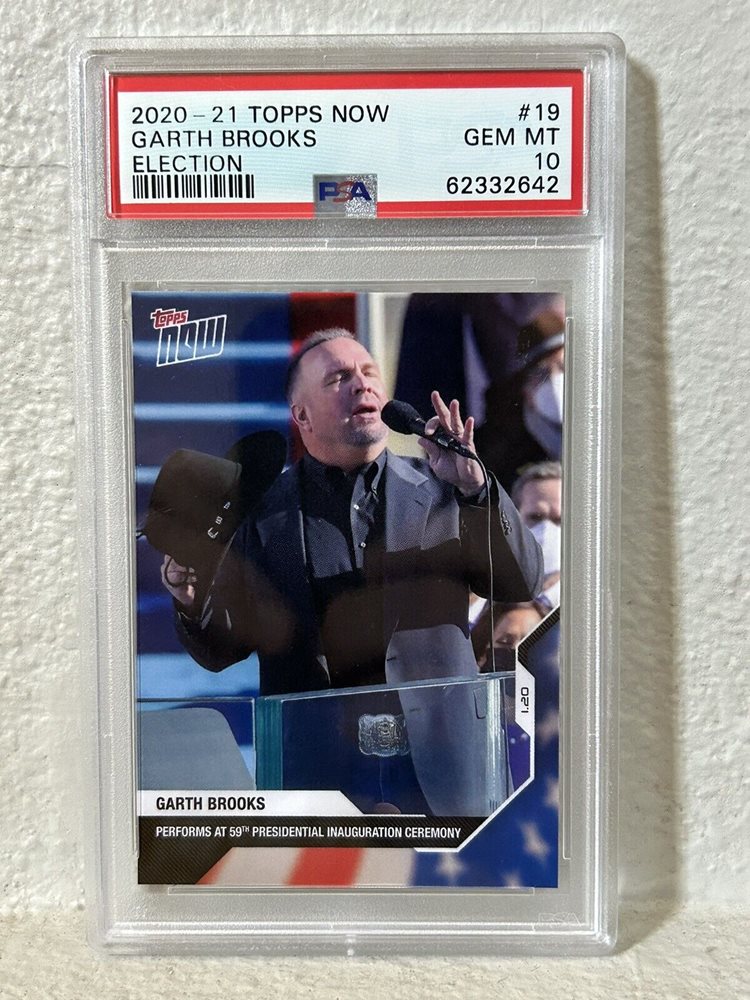 2020-21 TOPPS NOW #19
GARTH BROOKS GEM MT
ELECTION 10
PSA 62332642
TOPPS
NOW
1.20
GARTH BROOKS
PERFORMS AT 59TH PRESIDENTIAL INAUGURATION CEREMONY